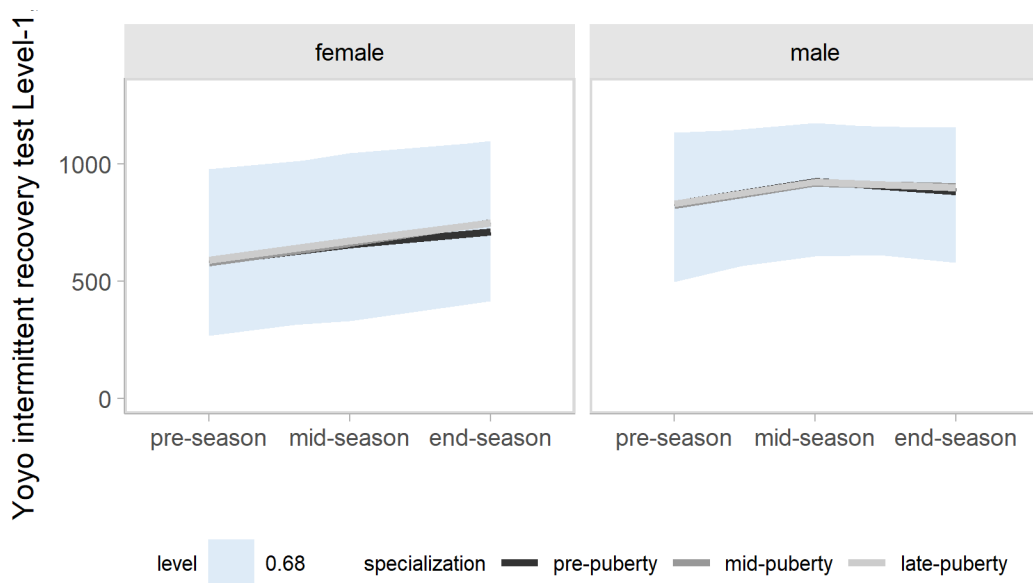 Yoyo intermittent recovery test Level-1,
female
male
1000
500
0
pre-season mid-season end-season
pre-season mid-season end-season
level 0.68 specialization pre-puberty mid-puberty late-puberty